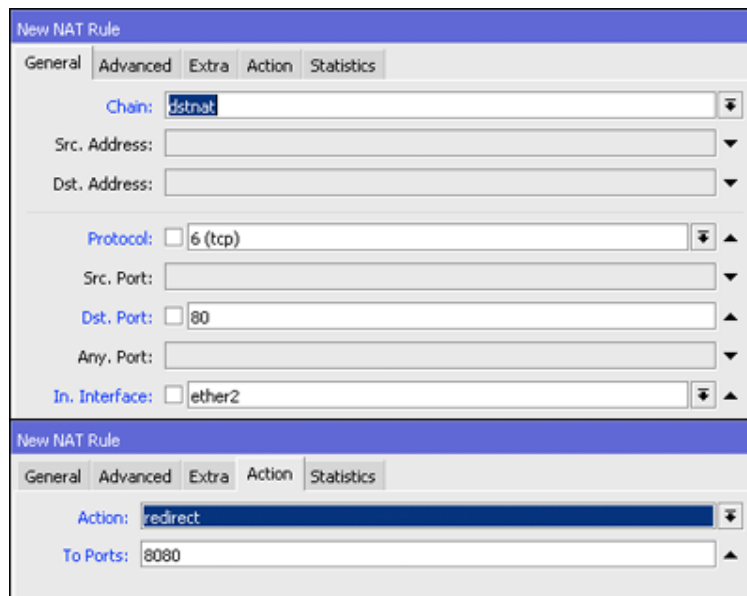 New NAT Rule
General Advanced Extra Action Statistics
Chain: dstnat
Src. Address:
Dst. Address:
Protocol: 6 (tcp)
Src. Port:
Dst. Port: 80
Any. Port:
In. Interface: ether2
New NAT Rule
General Advanced Extra Action Statistics
Action: redirect
To Ports: 8080